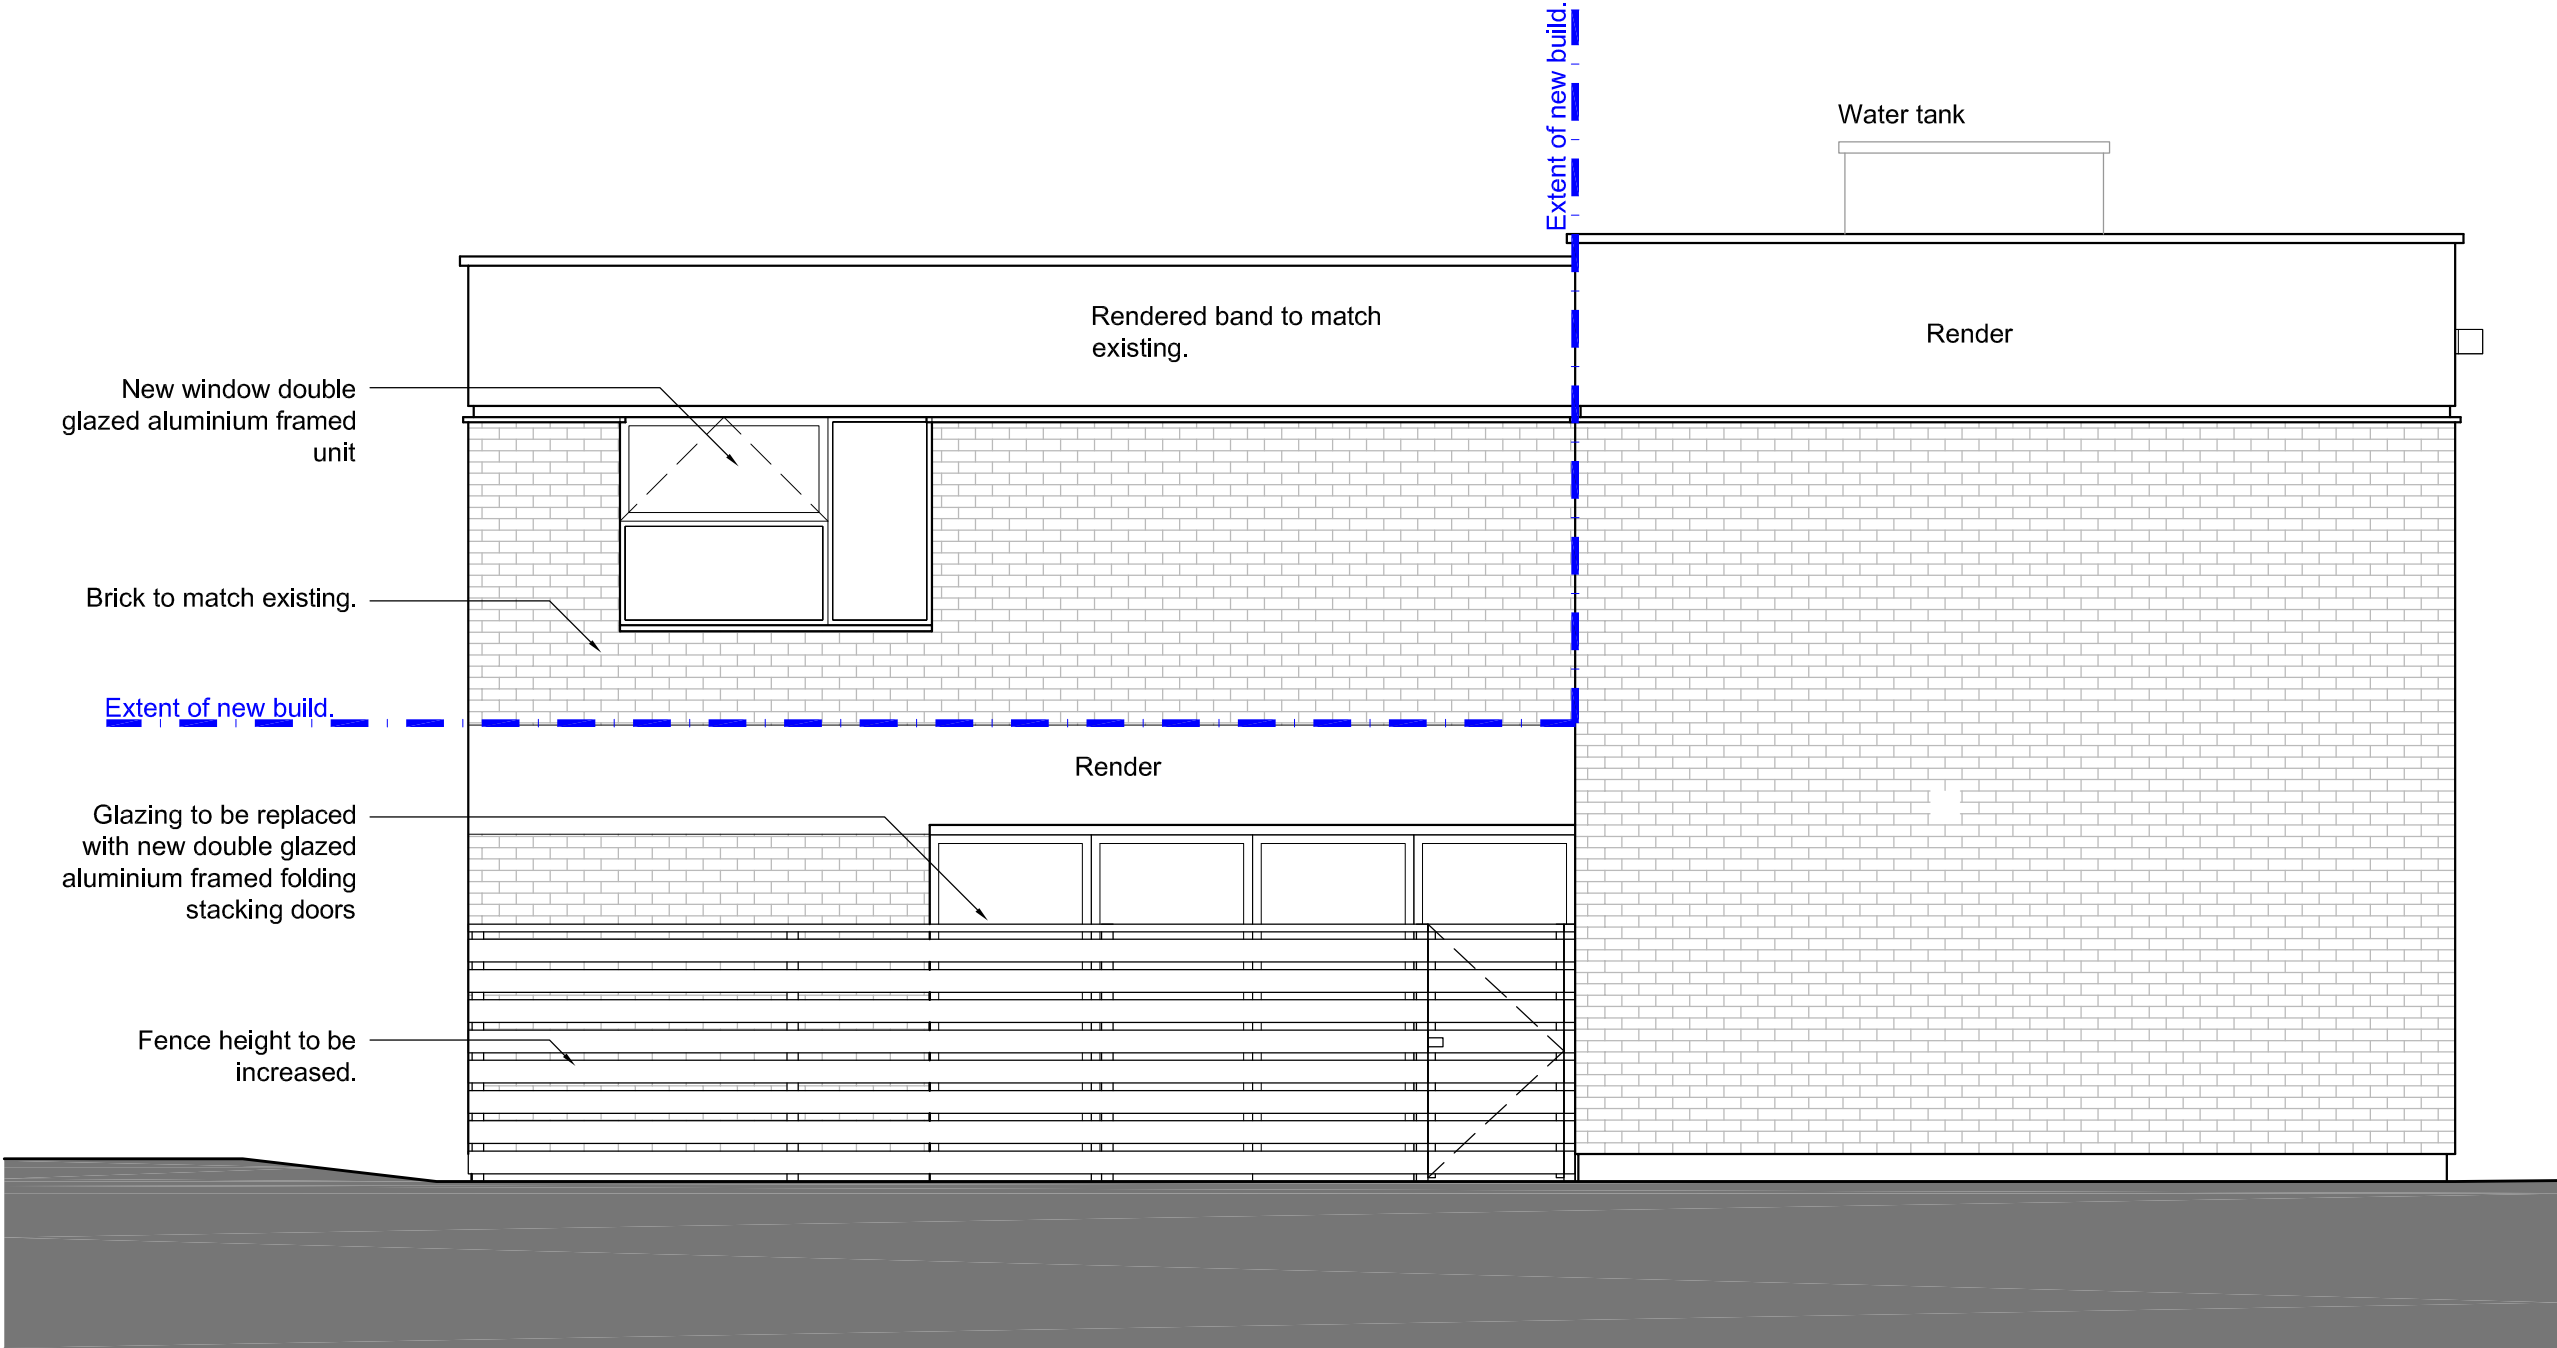 Extent of new build.
Water tank
Rendered band to match
existing.
Render
New window double
glazed aluminium framed
unit
Brick to match existing.
Extent of new build.
Render
Glazing to be replaced
with new double glazed
aluminium framed folding
stacking doors
Fence height to be
increased.